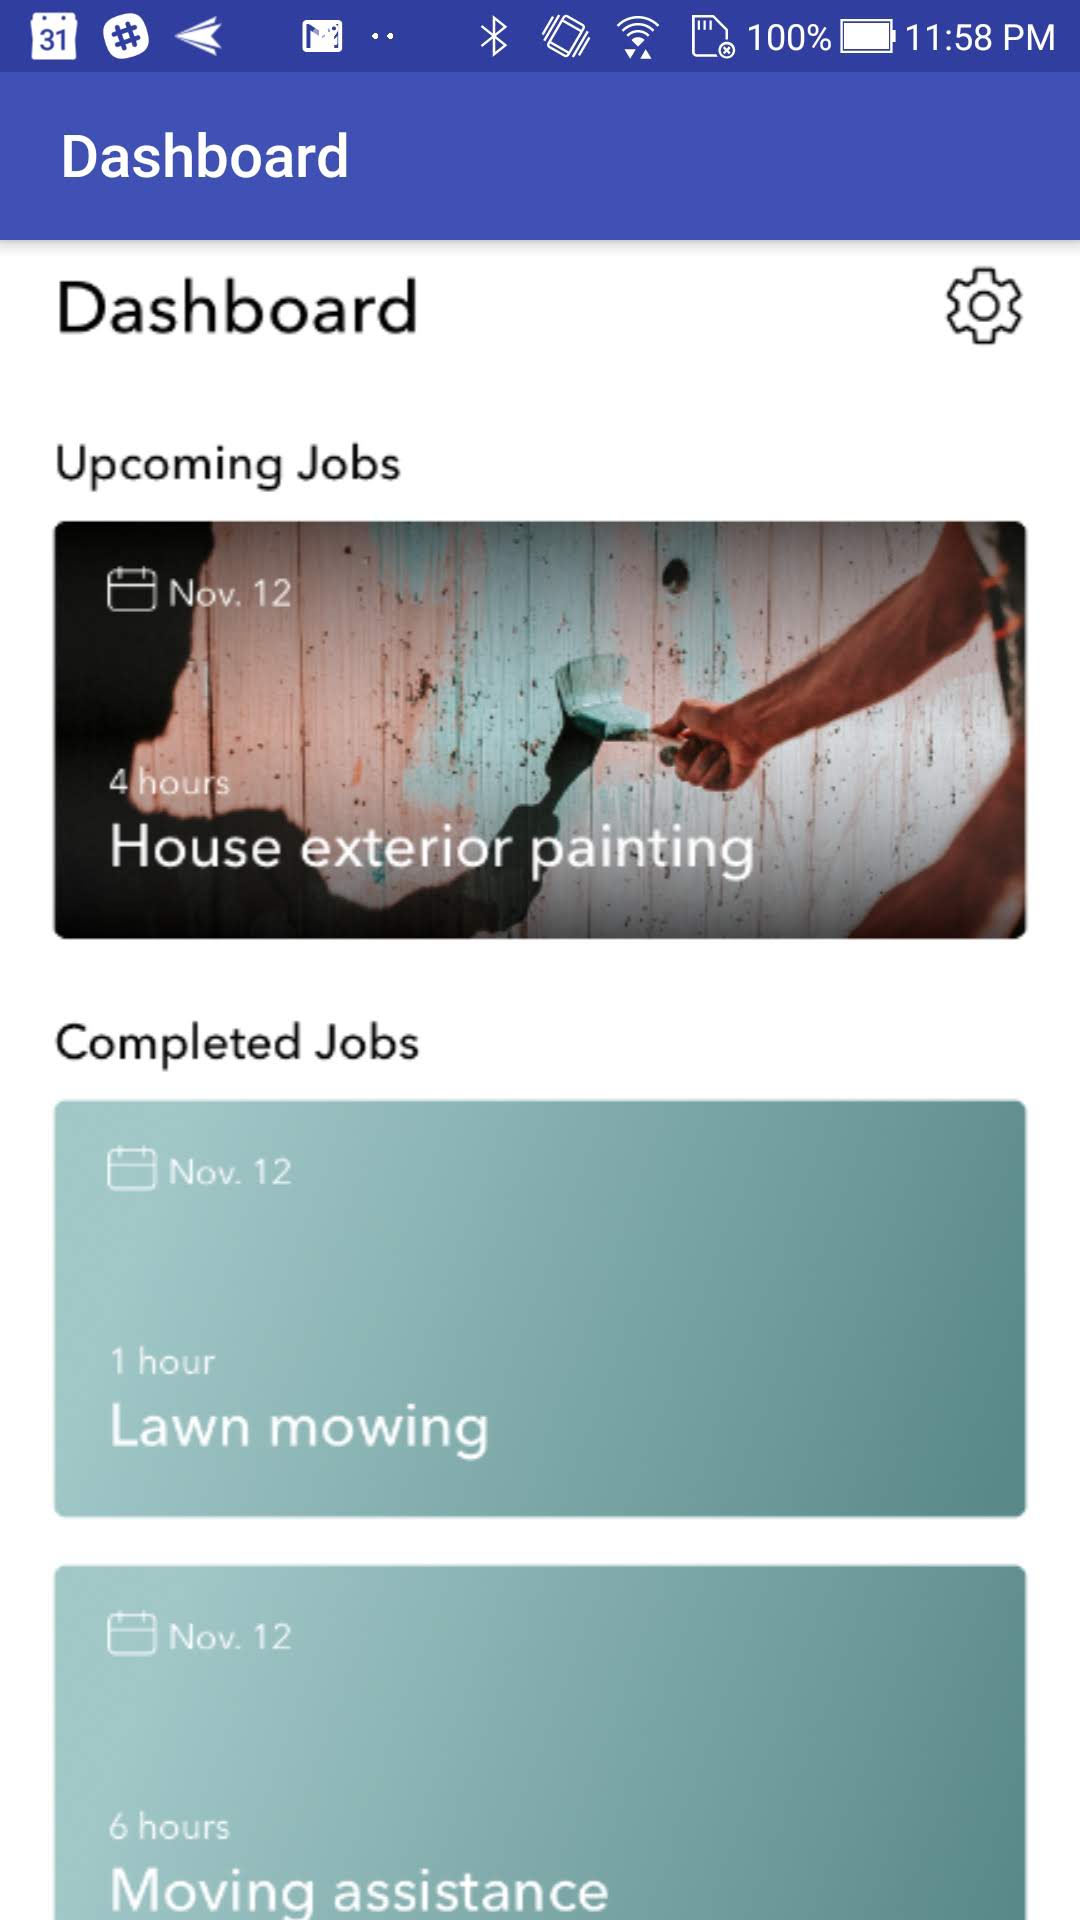 31
100%
11:58 PM
Dashboard
Dashboard
Upcoming Jobs
Nov. 12
4 hours
House exterior painting
Completed Jobs
Nov. 12
1 hour
Lawn mowing
Nov. 12
6 hours
Moving assistance